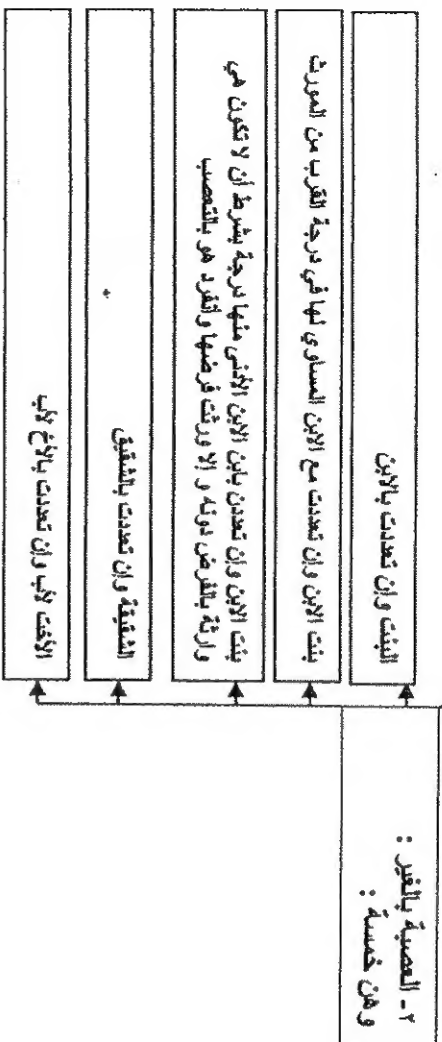 ٢ - العصبة بالغير :
وهن خمسة :
البنت وإن تعددت بالابن
بنت الابن وإن تعددت مع الابن المساوي لها في درجة القرب من المورث
بنت الابن وإن تعددن بابن الابن الأدنى منها درجة بشرط أن لا تكون هي
وارثة بالفرض دونه و إلا ورثت فرضها وانفرد هو بالتعصب
الشقيقة وإن تعددت بالشقيق
الأخت لأب وإن تعددت بالأخ لأب